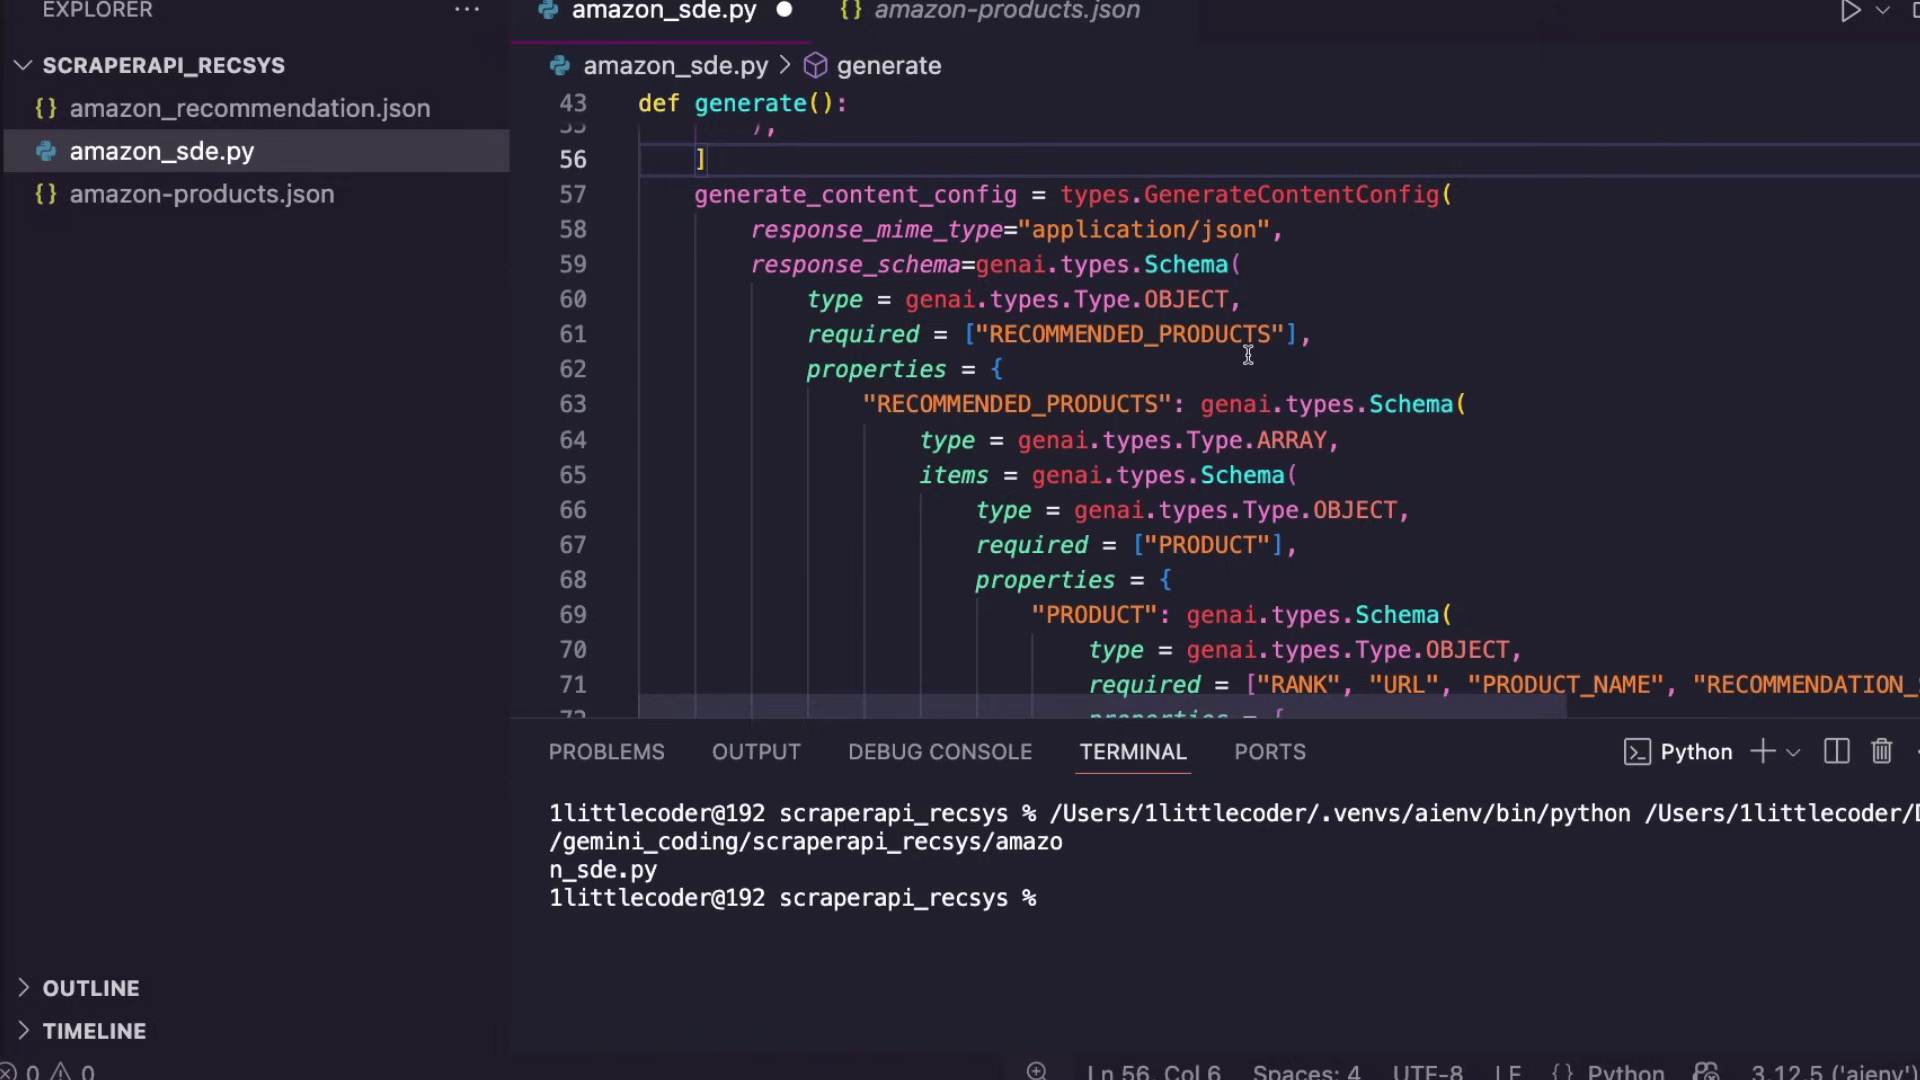 EXPLORER ...
amazon_sde.py
{} amazon-products.json
SCRAPERAPI_RECSYS
{} amazon_recommendation.json
amazon_sde.py
{} amazon-products.json
amazon_sde.py > generate
43 def generate():
55 ),
56 ]
57 generate_content_config = types.GenerateContentConfig(
58 response_mime_type="application/json",
59 response_schema=genai.types.Schema(
60 type = genai.types.Type.OBJECT,
61 required = ["RECOMMENDED_PRODUCTS"],
62 properties = {
63 "RECOMMENDED_PRODUCTS": genai.types.Schema(
64 type = genai.types.Type.ARRAY,
65 items = genai.types.Schema(
66 type = genai.types.Type.OBJECT,
67 required = ["PRODUCT"],
68 properties = {
69 "PRODUCT": genai.types.Schema(
70 type = genai.types.Type.OBJECT,
71 required = ["RANK", "URL", "PRODUCT_NAME", "RECOMMENDATION_
72 properties = {
PROBLEMS OUTPUT DEBUG CONSOLE TERMINAL PORTS Python
1littlecoder@192 scraperapi_recsys % /Users/1littlecoder/.venvs/aienv/bin/python /Users/1littlecoder/D
/gemini_coding/scraperapi_recsys/amazo
n_sde.py
1littlecoder@192 scraperapi_recsys %
OUTLINE
TIMELINE
0 0 Ln 56, Col 6 Spaces: 4 UTF-8 LF {} Python 3.12.5 ('aienv')